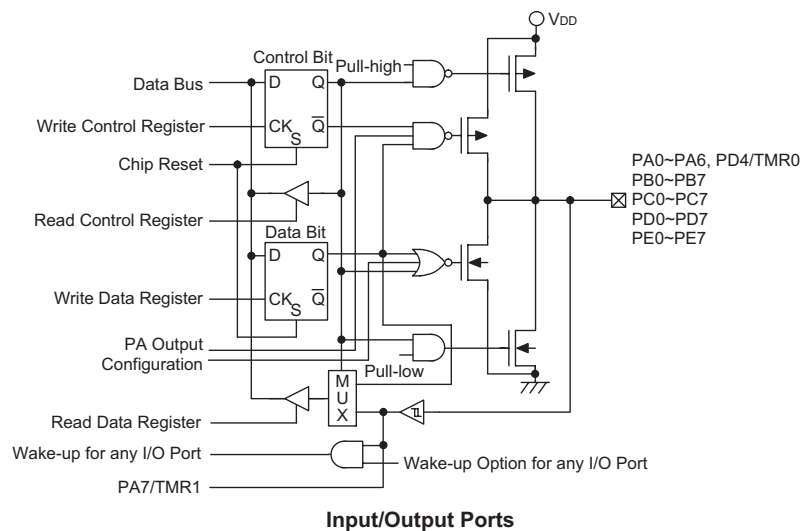 VDD
Control Bit
Pull-high
Data Bus
D
Q
Write Control Register
CK
Q
S
Chip Reset
PA0~PA6, PD4/TMR0
PB0~PB7
PC0~PC7
PD0~PD7
PE0~PE7
Read Control Register
Data Bit
D
Q
Write Data Register
CK
Q
S
PA Output
Configuration
Pull-low
M
U
X
Read Data Register
Wake-up for any I/O Port
Wake-up Option for any I/O Port
PA7/TMR1
Input/Output Ports